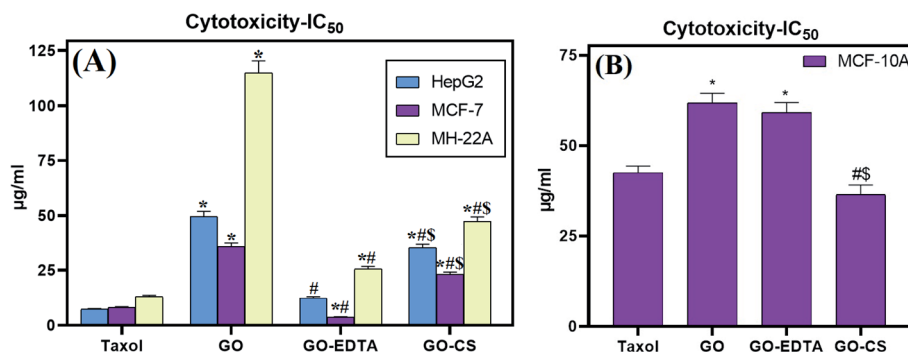 Cytotoxicity-IC50
(A)
µg/ml
125
100
75
50
25
0
HepG2
MCF-7
MH-22A
*
*
*
#
*#
*#
*#$
*#$
*#$
Taxol
GO
GO-EDTA
GO-CS
Cytotoxicity-IC50
(B)
MCF-10A
µg/ml
75
50
25
0
*
*
#$
Taxol
GO
GO-EDTA
GO-CS